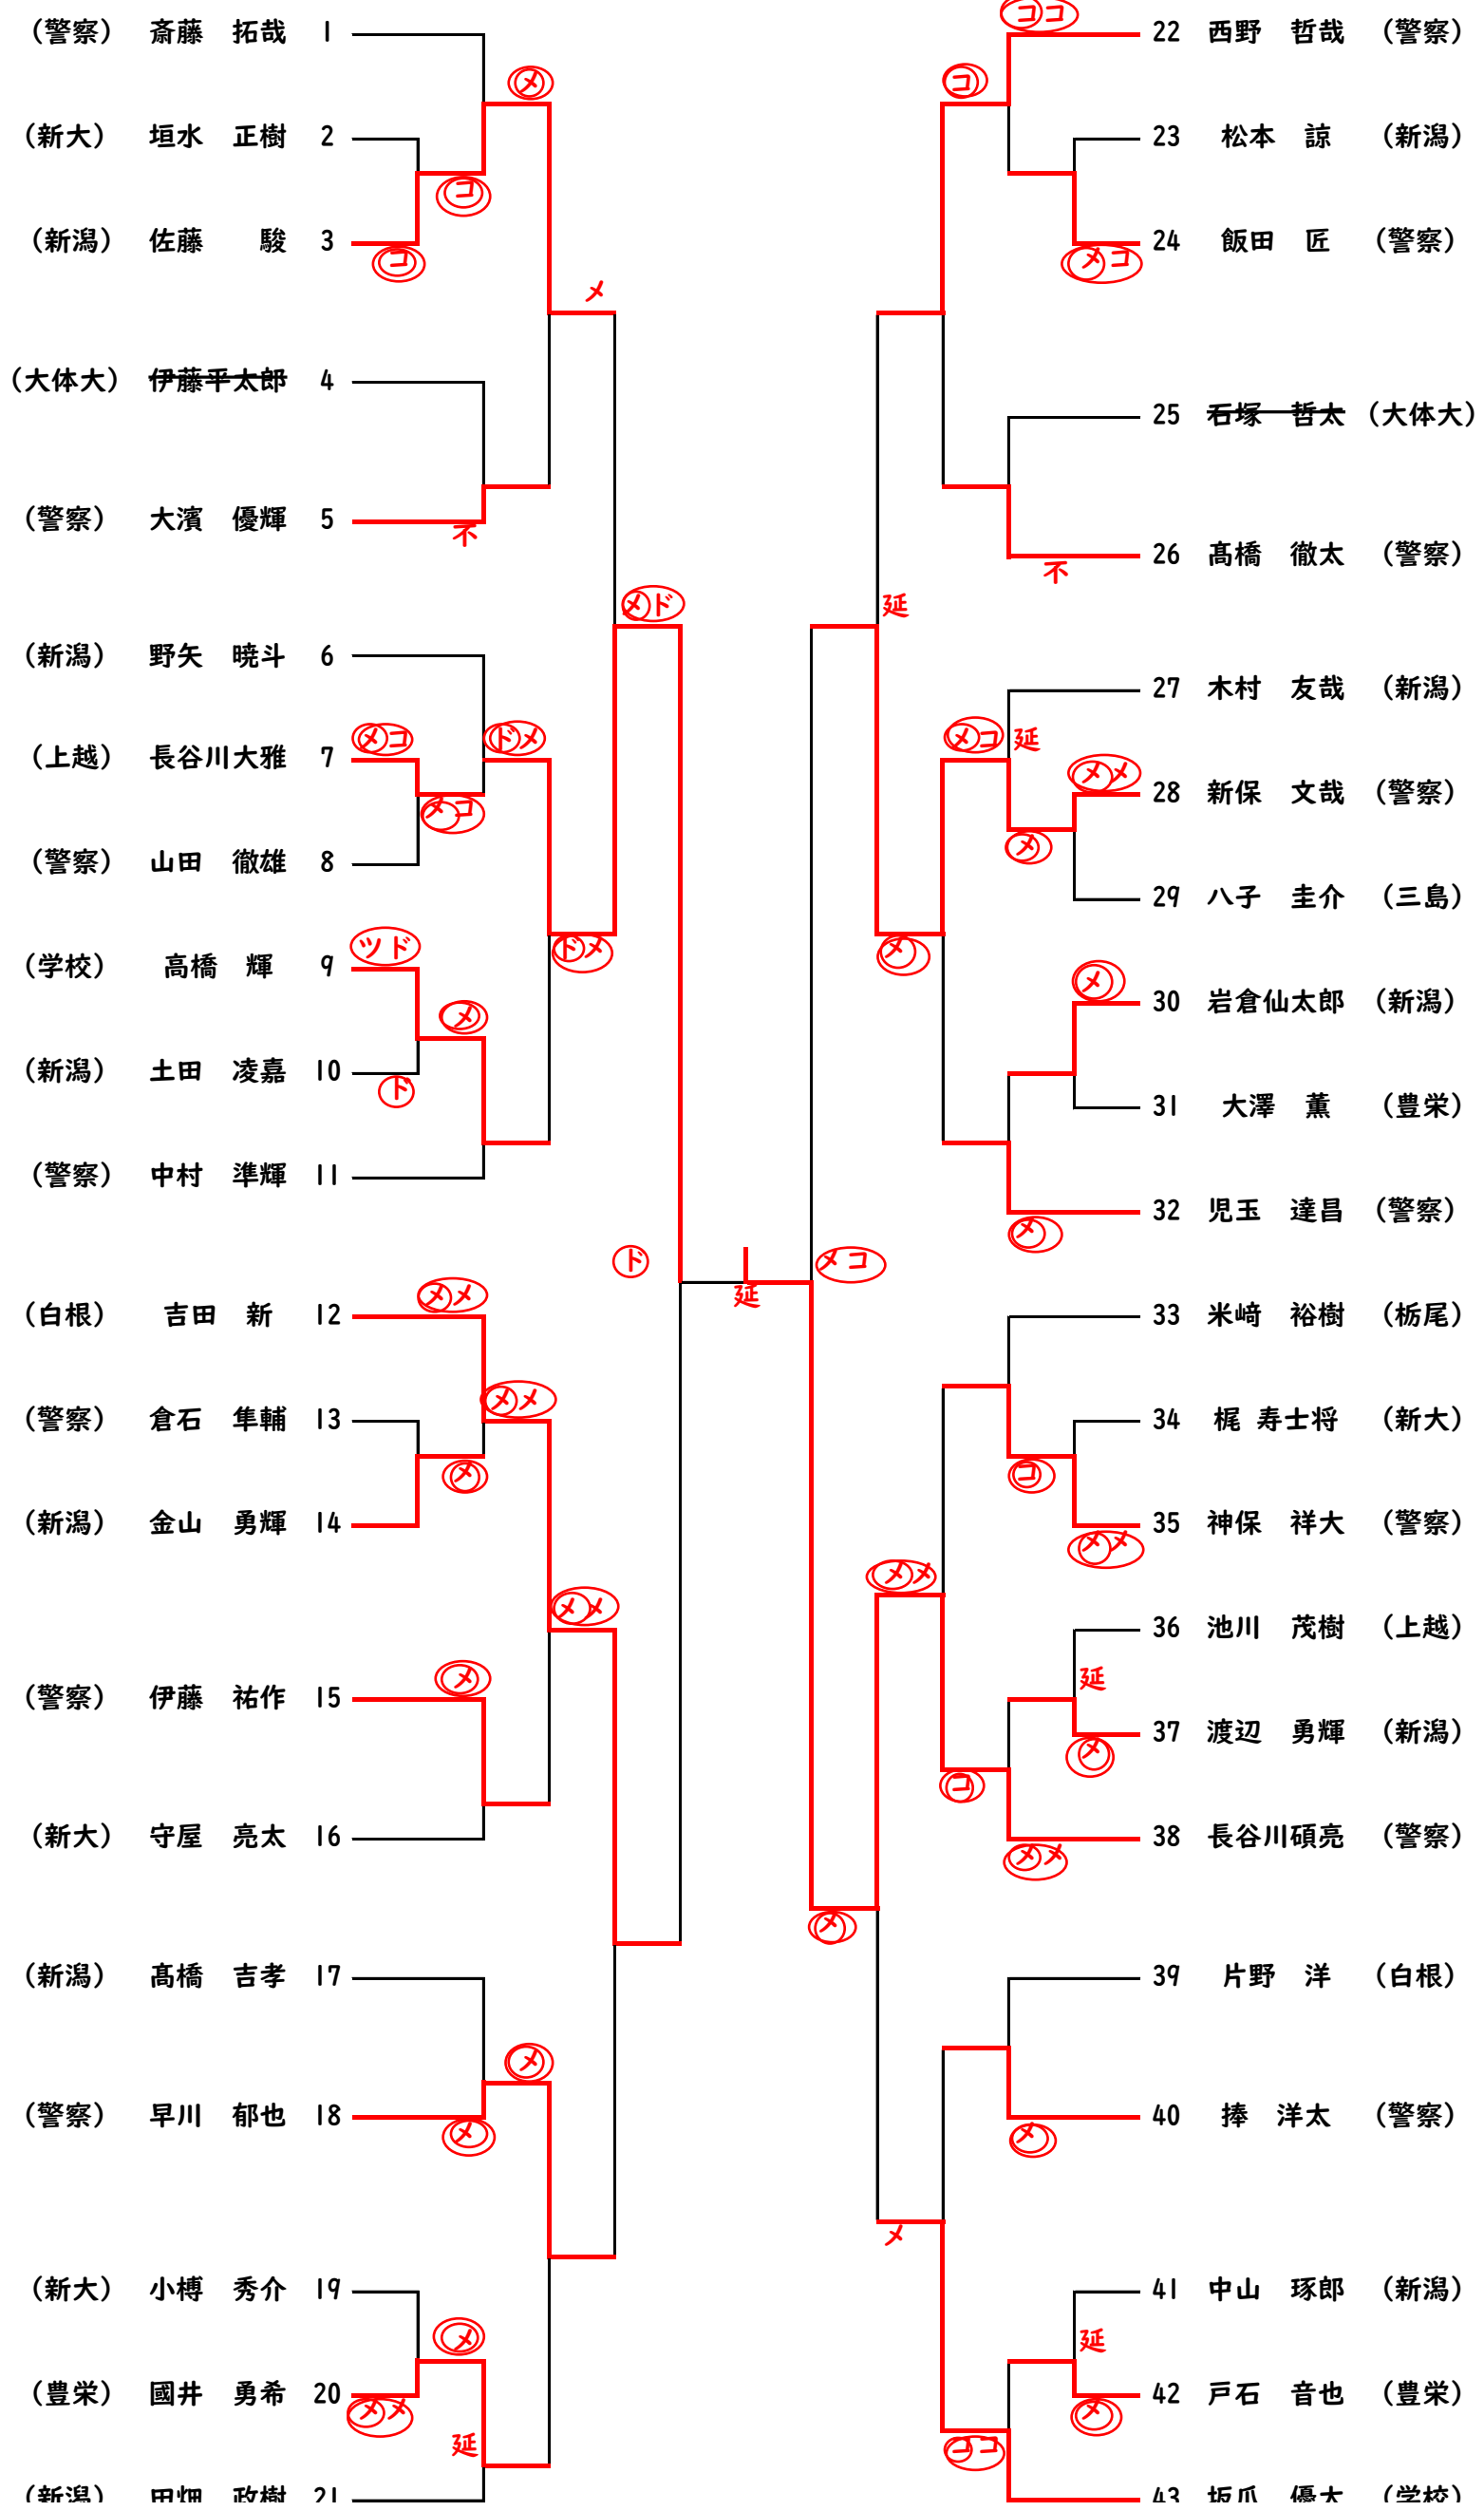 (警察) 斎藤 拓哉 1
メ
(新大) 垣水 正樹 2
コ
(新潟) 佐藤 駿 3
コ
メ
(大体大) 伊藤平太郎 4
(警察) 大濱 優輝 5
不
メド
(新潟) 野矢 暁斗 6
メコ
ドメ
(上越) 長谷川大雅 7
メコ
(警察) 山田 徹雄 8
ツド
ドメ
(学校) 高橋 輝 9
メ
(新潟) 土田 凌嘉 10
ド
(警察) 中村 準輝 11
ド
メメ
(白根) 吉田 新 12
メメ
(警察) 倉石 隼輔 13
メ
(新潟) 金山 勇輝 14
メメ
メ
(警察) 伊藤 祐作 15
(新大) 守屋 亮太 16
(新潟) 髙橋 吉孝 17
メ
(警察) 早川 郁也 18
メ
(新大) 小榑 秀介 19
メ
(豊栄) 國井 勇希 20
メメ
延
(新潟) 田畑 政樹 21
延
ココ
22 西野 哲哉 (警察)
コ
23 松本 諒 (新潟)
24 飯田 匠 (警察)
メコ
25 石塚 哲太 (大体大)
26 髙橋 徹太 (警察)
不
延
27 木村 友哉 (新潟)
メコ
延
メメ
28 新保 文哉 (警察)
メ
29 八子 圭介 (三島)
メ
メ
30 岩倉仙太郎 (新潟)
31 大澤 薫 (豊栄)
32 児玉 達昌 (警察)
メ
メコ
33 米﨑 裕樹 (栃尾)
34 梶 寿士将 (新大)
コ
35 神保 祥大 (警察)
メメ
メメ
36 池川 茂樹 (上越)
延
37 渡辺 勇輝 (新潟)
メ
コ
38 長谷川碩亮 (警察)
メメ
メ
39 片野 洋 (白根)
40 捧 洋太 (警察)
メ
メ
41 中山 琢郎 (新潟)
延
42 戸石 音也 (豊栄)
メ
ココ
43 坂爪 優太 (学校)